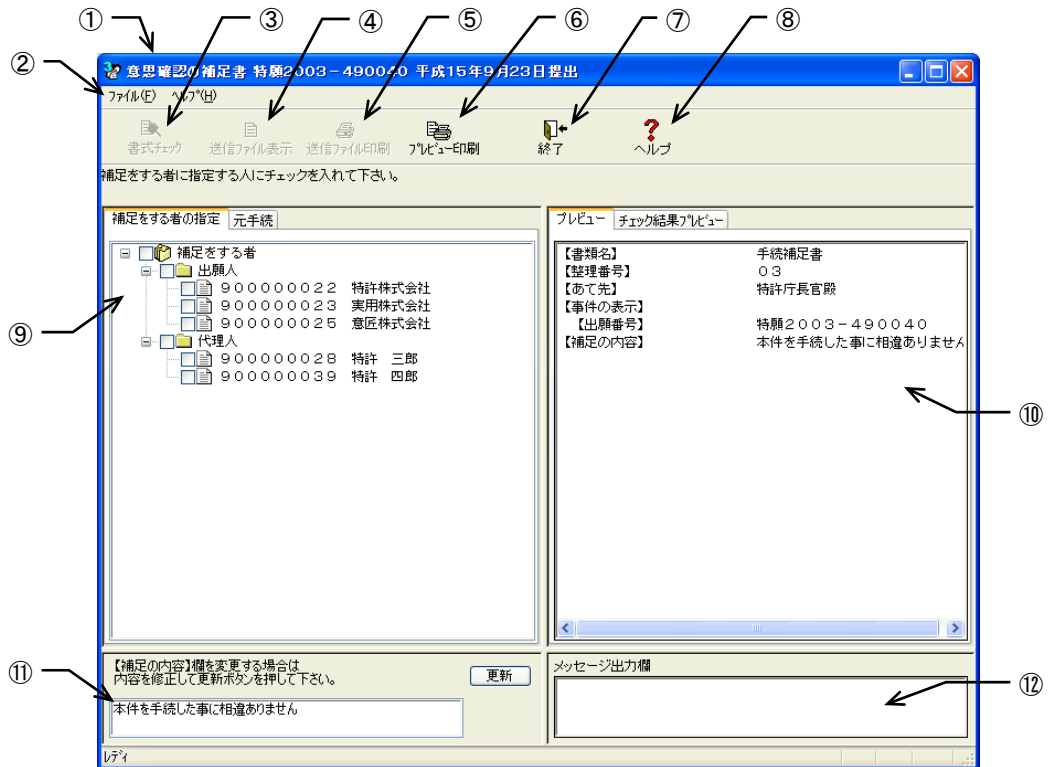 ① ③ ④ ⑤ ⑥ ⑦ ⑧
②
意思確認の補足書 特願2003－490040 平成15年9月23日提出
ファイル(F) ヘルプ(H)
書式チェック 送信ファイル表示 送信ファイル印刷 プレビュー印刷 終了 ヘルプ
補足をする者に指定する人にチェックを入れて下さい。
補足をする者の指定 元手続
補足をする者
出願人
９０００００００２２ 特許株式会社
９０００００００２３ 実用株式会社
９０００００００２５ 意匠株式会社
代理人
９０００００００２８ 特許 三郎
９０００００００３９ 特許 四郎
⑨
プレビュー チェック結果プレビュー
【書類名】 手続補足書
【整理番号】 ０３
【あて先】 特許庁長官殿
【事件の表示】
【出願番号】 特願２００３－４９００４０
【補足の内容】 本件を手続した事に相違ありません
⑩
⑪
【補足の内容】欄を変更する場合は
内容を修正して更新ボタンを押して下さい。
更新
本件を手続した事に相違ありません
メッセージ出力欄
⑫
レディ